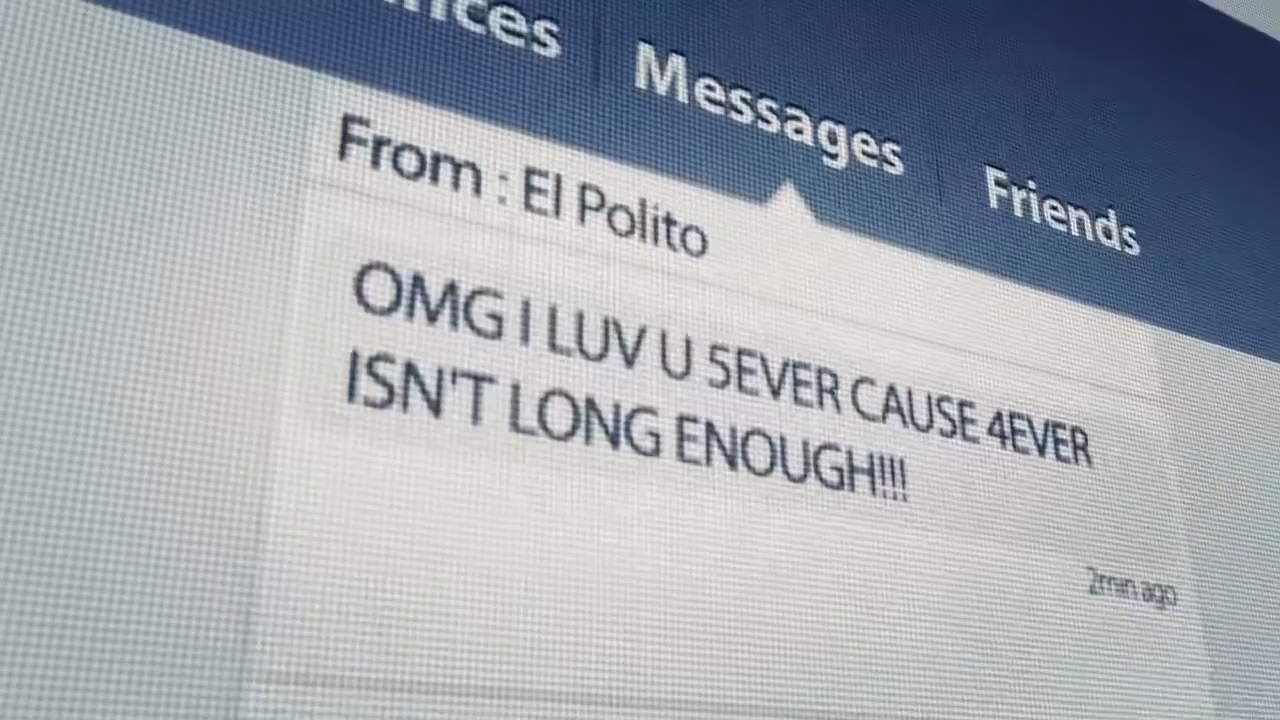 Messages
Friends
From : El Polito
OMG I LUV U 5EVER CAUSE 4EVER
ISN'T LONG ENOUGH!!!
2min ago